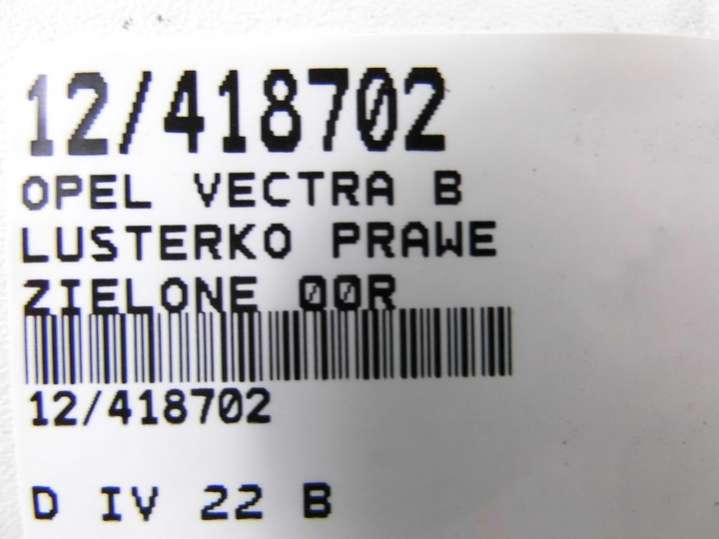 12/418702
OPEL VECTRA B
LUSTERKO PRAWE
ZIELONE 00R
12/418702
D IV 22 B